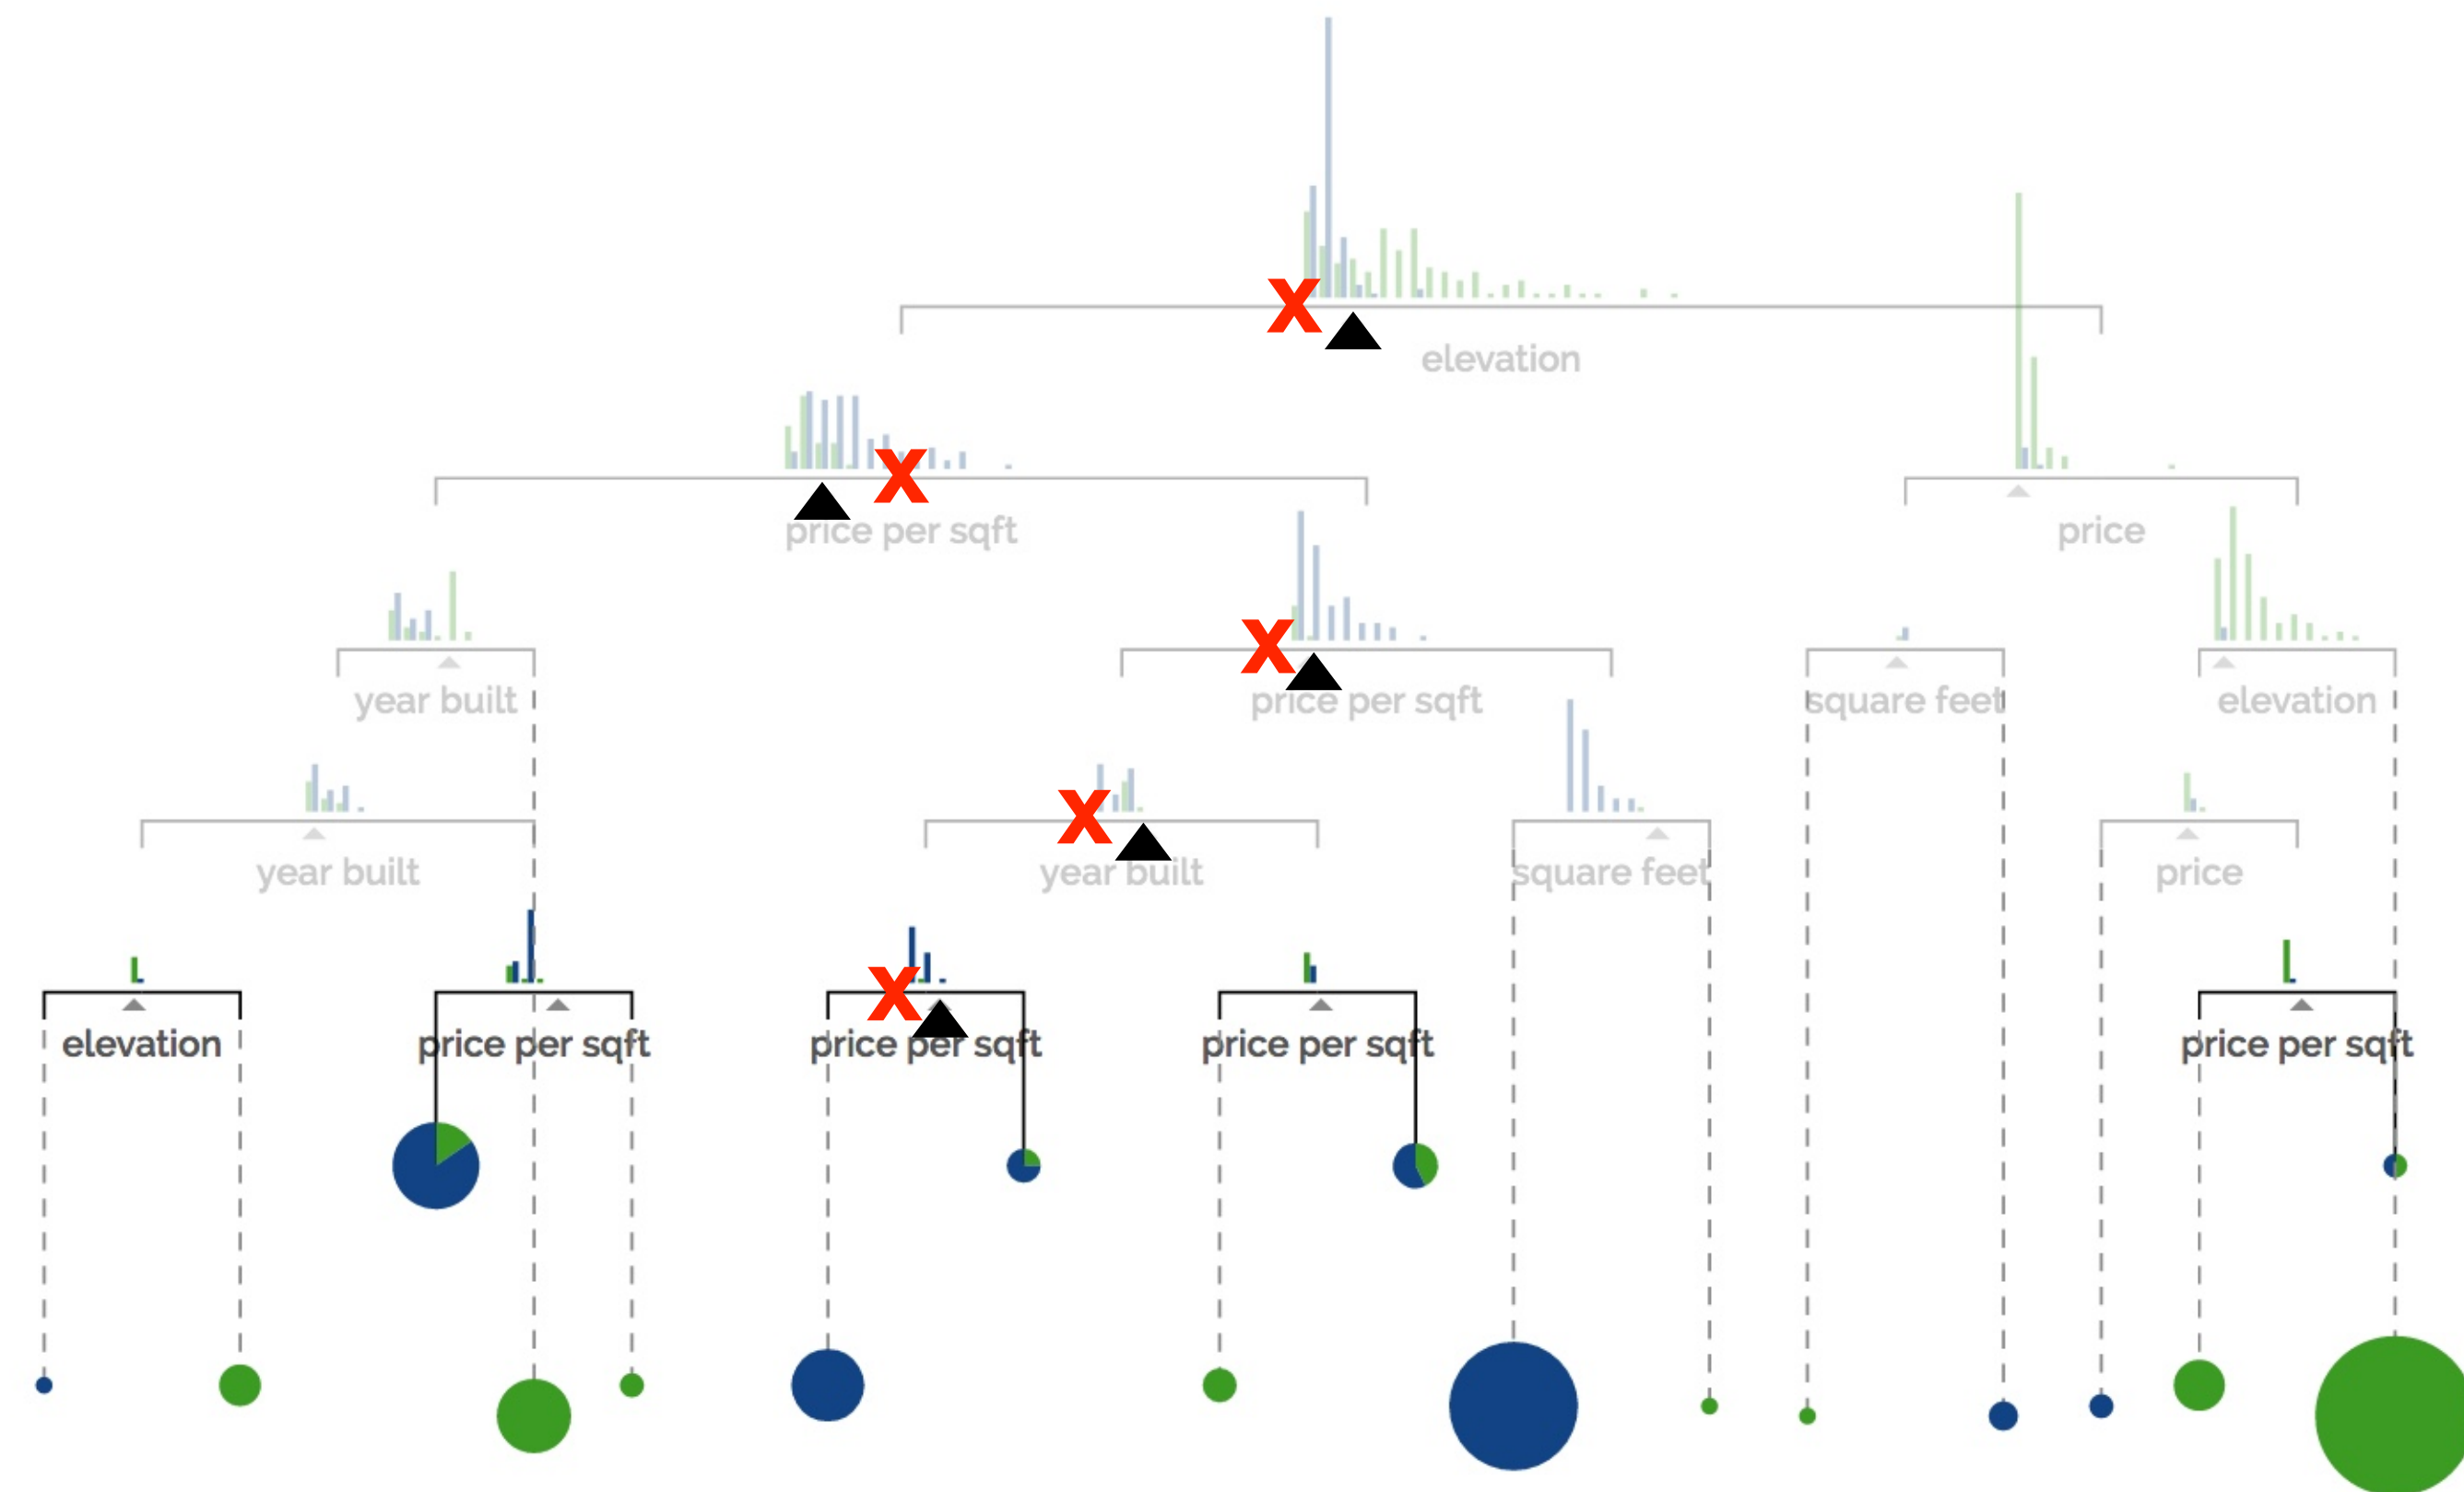 X
elevation
X
price per sqft
price
X
year built
price per sqft
square feet
elevation
X
year built
year built
square feet
price
X
elevation
price per sqft
price per sqft
price per sqft
price per sqft